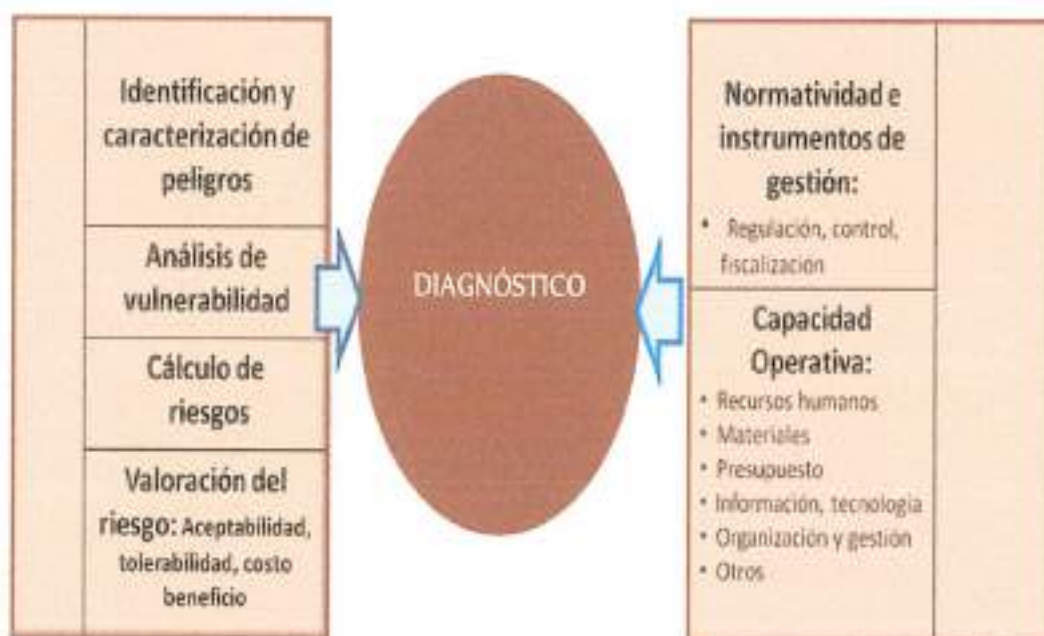 Identificación y
caracterización de
peligros
Análisis de
vulnerabilidad
Cálculo de
riesgos
Valoración del
riesgo: Aceptabilidad,
tolerabilidad, costo
beneficio
DIAGNÓSTICO
Normatividad e
instrumentos de
gestión:
• Regulación, control,
fiscalización
Capacidad
Operativa:
• Recursos humanos
• Materiales
• Presupuesto
• Información, tecnología
• Organización y gestión
• Otros